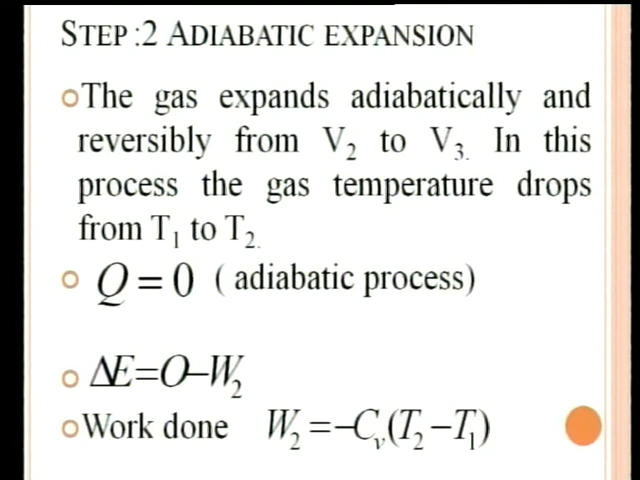 STEP :2 ADIABATIC EXPANSION
The gas expands adiabatically and
reversibly from V₂ to V₃. In this
process the gas temperature drops
from T₁ to T₂.
Q = 0 ( adiabatic process)
ΔE=O–W₂
Work done W₂ =–Cᵥ(T₂ –T₁)